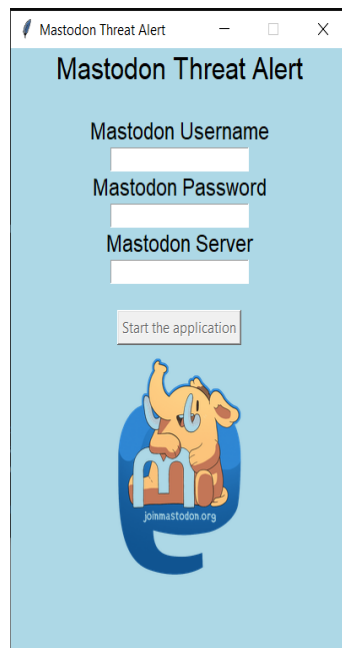 Mastodon Threat Alert
Mastodon Threat Alert
Mastodon Username
Mastodon Password
Mastodon Server
Start the application
joinmastodon.org